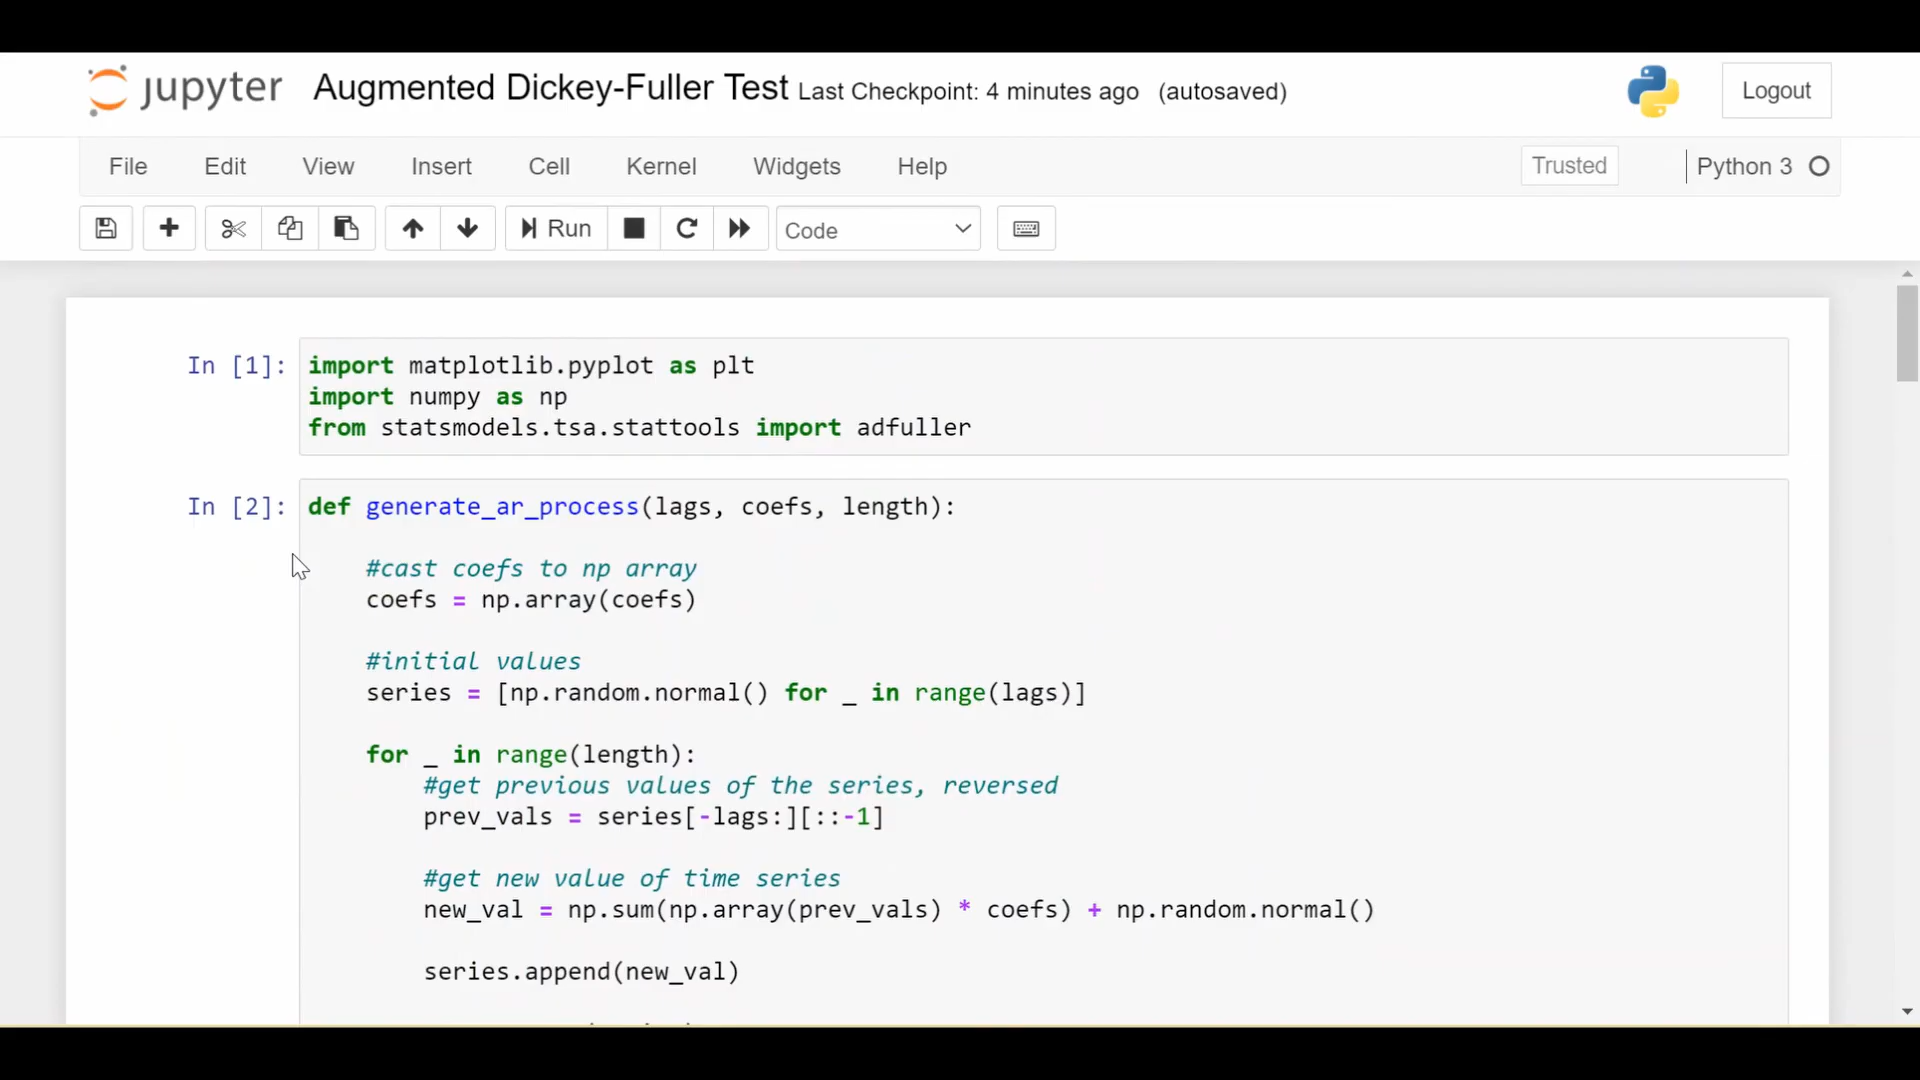 jupyter Augmented Dickey-Fuller Test Last Checkpoint: 4 minutes ago (autosaved) Logout
File Edit View Insert Cell Kernel Widgets Help Trusted Python 3
Run Code
In [1]: import matplotlib.pyplot as plt
import numpy as np
from statsmodels.tsa.stattools import adfuller
In [2]: def generate_ar_process(lags, coefs, length):
#cast coefs to np array
coefs = np.array(coefs)
#initial values
series = [np.random.normal() for _ in range(lags)]
for _ in range(length):
#get previous values of the series, reversed
prev_vals = series[-lags:][::-1]
#get new value of time series
new_val = np.sum(np.array(prev_vals) * coefs) + np.random.normal()
series.append(new_val)